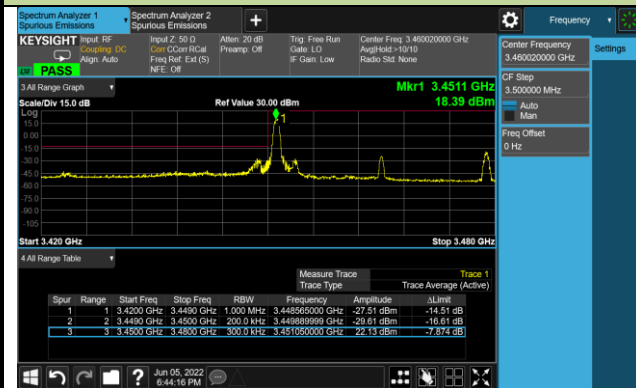 Spectrum Analyzer 1
Spurious Emissions
Spectrum Analyzer 2
Spurious Emissions
Frequency
KEYSIGHT
Input: RF
Coupling: DC
Align: Auto
Input Z: 50 Ω
Corr CCorr RCal
Freq Ref: Ext (S)
NFE: Off
Atten: 20 dB
Preamp: Off
Trig: Free Run
Gate: LO
IF Gain: Low
Center Freq: 3.460020000 GHz
Avg|Hold:>10/10
Radio Std: None
PASS
Center Frequency
3.460020000 GHz
Settings
CF Step
3.500000 MHz
Auto
Man
Freq Offset
0 Hz
3 All Range Graph
Mkr1 3.4511 GHz
Scale/Div 15.0 dB
Ref Value 30.00 dBm
18.39 dBm
Log
15.0
0.00
-15.0
-30.0
-45.0
-60.0
-75.0
-90.0
-105
1
Start 3.420 GHz
Stop 3.480 GHz
4 All Range Table
Measure Trace Trace 1
Trace Type Trace Average (Active)
Spur Range Start Freq Stop Freq RBW Frequency Amplitude ΔLimit
1 1 3.4200 GHz 3.4490 GHz 1.000 MHz 3.448565000 GHz -27.51 dBm -14.51 dB
2 2 3.4490 GHz 3.4500 GHz 200.0 kHz 3.449889999 GHz -29.61 dBm -16.61 dB
3 3 3.4500 GHz 3.4800 GHz 300.0 kHz 3.451050000 GHz 22.13 dBm -7.874 dB
Jun 05, 2022
6:44:16 PM